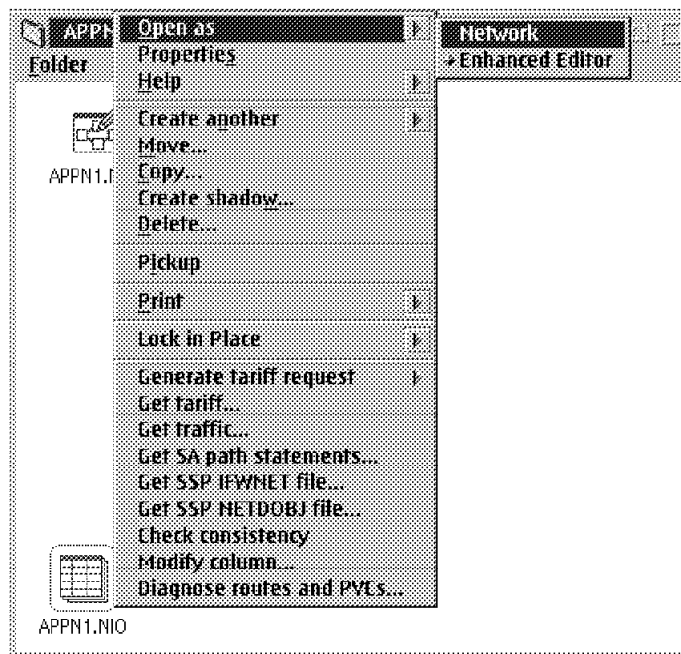 APPN
Folder
Open as
Properties
Help
Create another
Move...
Copy...
Create shadow...
Delete...
Pickup
Print
Lock in Place
Generate tariff request
Get tariff...
Get traffic...
Get SA path statements...
Get SSP IFWNET file...
Get SSP NETDOBJ file...
Check consistency
Modify column...
Diagnose routes and PVCs...
Network
Enhanced Editor
APPN1.N
APPN1.NIO